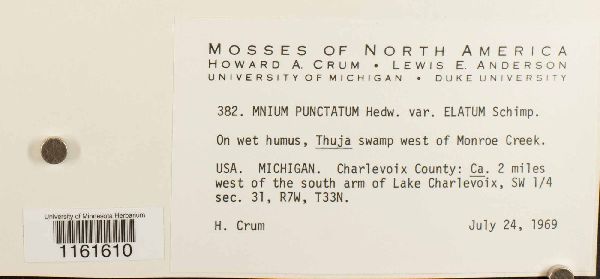 MOSSES OF NORTH AMERICA
HOWARD A. CRUM • LEWIS E. ANDERSON
UNIVERSITY OF MICHIGAN • DUKE UNIVERSITY
382. MNIUM PUNCTATUM Hedw. var. ELATUM Schimp.
On wet humus, Thuja swamp west of Monroe Creek.
USA. MICHIGAN. Charlevoix County: Ca. 2 miles
west of the south arm of Lake Charlevoix, SW 1/4
sec. 31, R7W, T33N.
H. Crum July 24, 1969
University of Minnesota Herbarium
1161610